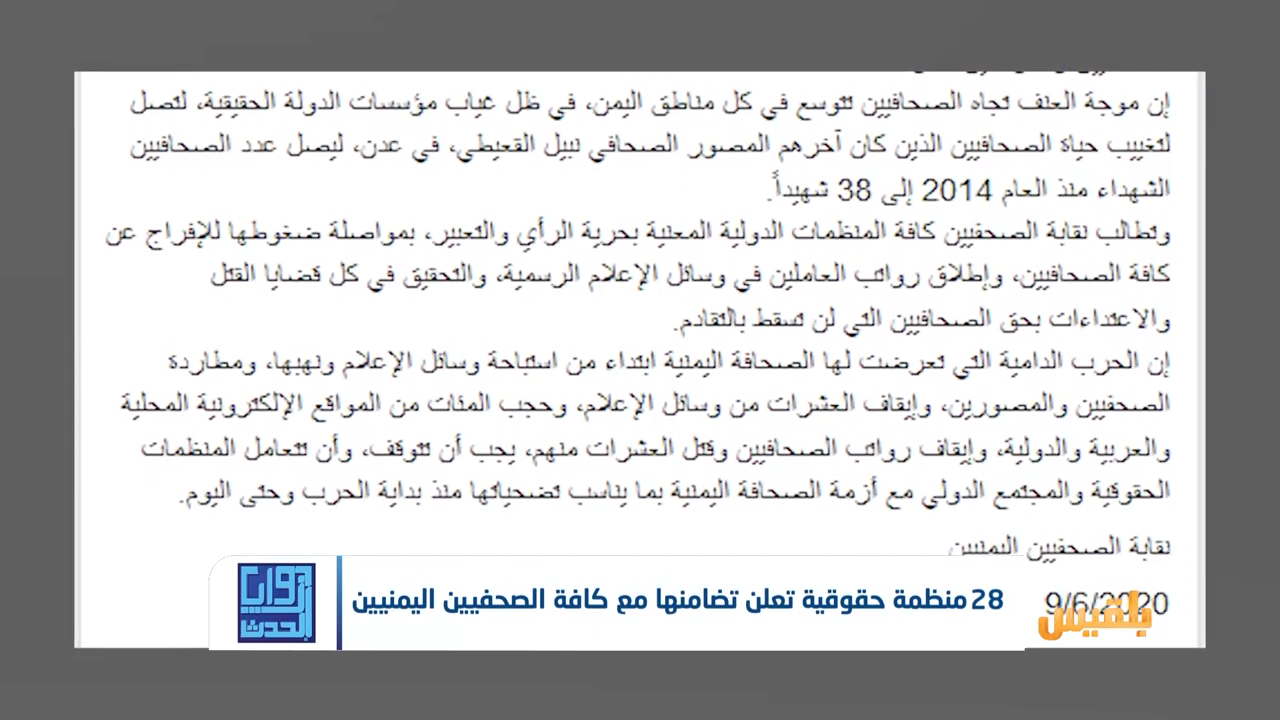 إن موجة العنف تجاه الصحافيين تتوسع في كل مناطق اليمن، في ظل غياب مؤسسات الدولة الحقيقية، لتصل
لتغييب حياة الصحافيين الذين كان آخرهم المصور الصحافي نبيل القعيطي، في عدن، ليصل عدد الصحافيين
الشهداء منذ العام 2014 إلى 38 شهيداً.
وتطالب نقابة الصحفيين كافة المنظمات الدولية المعنية بحرية الرأي والتعبير، بمواصلة ضغوطها للإفراج عن
كافة الصحافيين، وإطلاق رواتب العاملين في وسائل الإعلام الرسمية، والتحقيق في كل قضايا القتل
والاعتداءات بحق الصحافيين التي لن تسقط بالتقادم.
إن الحرب الدامية التي تعرضت لها الصحافة اليمنية ابتداء من استباحة وسائل الإعلام ونهبها، ومطاردة
الصحفيين والمصورين، وإيقاف العشرات من وسائل الإعلام، وحجب المئات من المواقع الإلكترونية المحلية
والعربية والدولية، وإيقاف رواتب الصحافيين وقتل العشرات منهم، يجب أن تتوقف، وأن تتعامل المنظمات
الحقوقية والمجتمع الدولي مع أزمة الصحافة اليمنية بما يناسب تضحياتها منذ بداية الحرب وحتى اليوم.
نقابة الصحفيين اليمنيين
9/6/2020
بلقيس
28 منظمة حقوقية تعلن تضامنها مع كافة الصحفيين اليمنيين
أبواب
الحدث